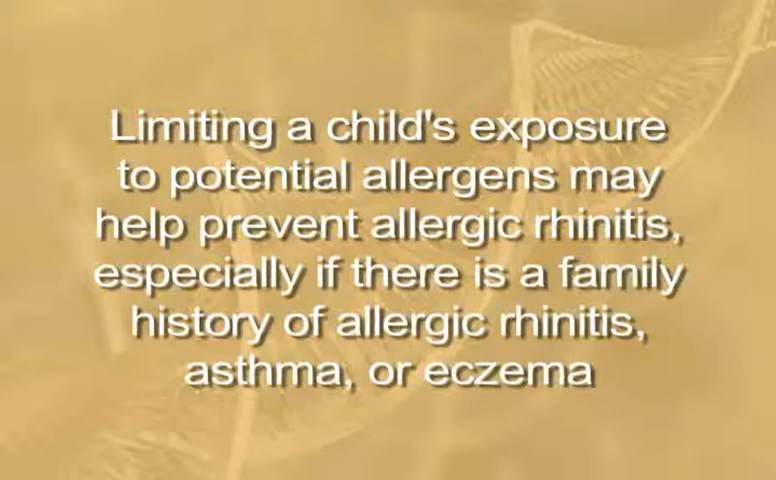 Limiting a child's exposure
to potential allergens may
help prevent allergic rhinitis,
especially if there is a family
history of allergic rhinitis,
asthma, or eczema